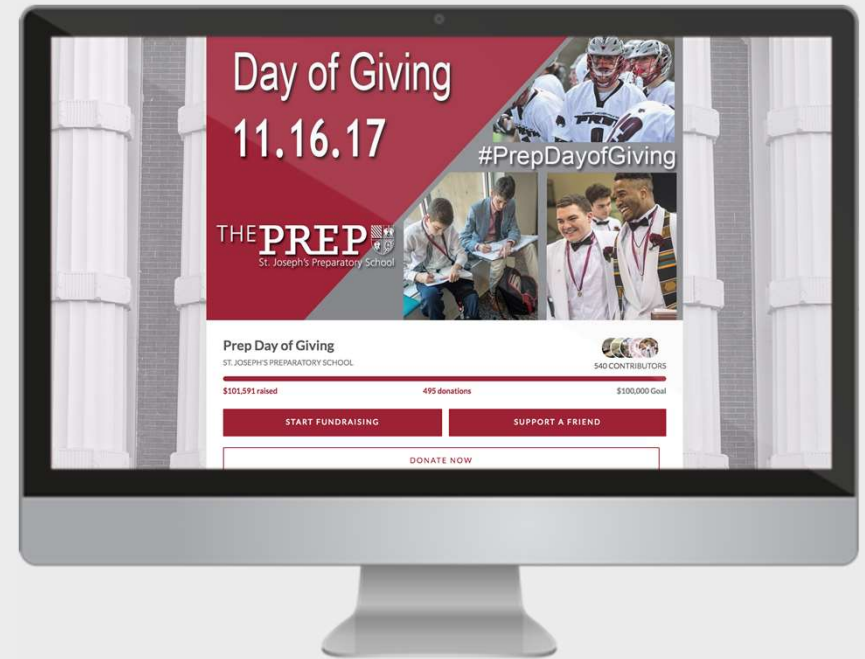 Day of Giving
11.16.17
#PrepDayofGiving
THE PREP
St. Joseph's Preparatory School
Prep Day of Giving
ST. JOSEPH'S PREPARATORY SCHOOL
540 CONTRIBUTORS
$101,591 raised
495 donations
$100,000 Goal
START FUNDRAISING
SUPPORT A FRIEND
DONATE NOW